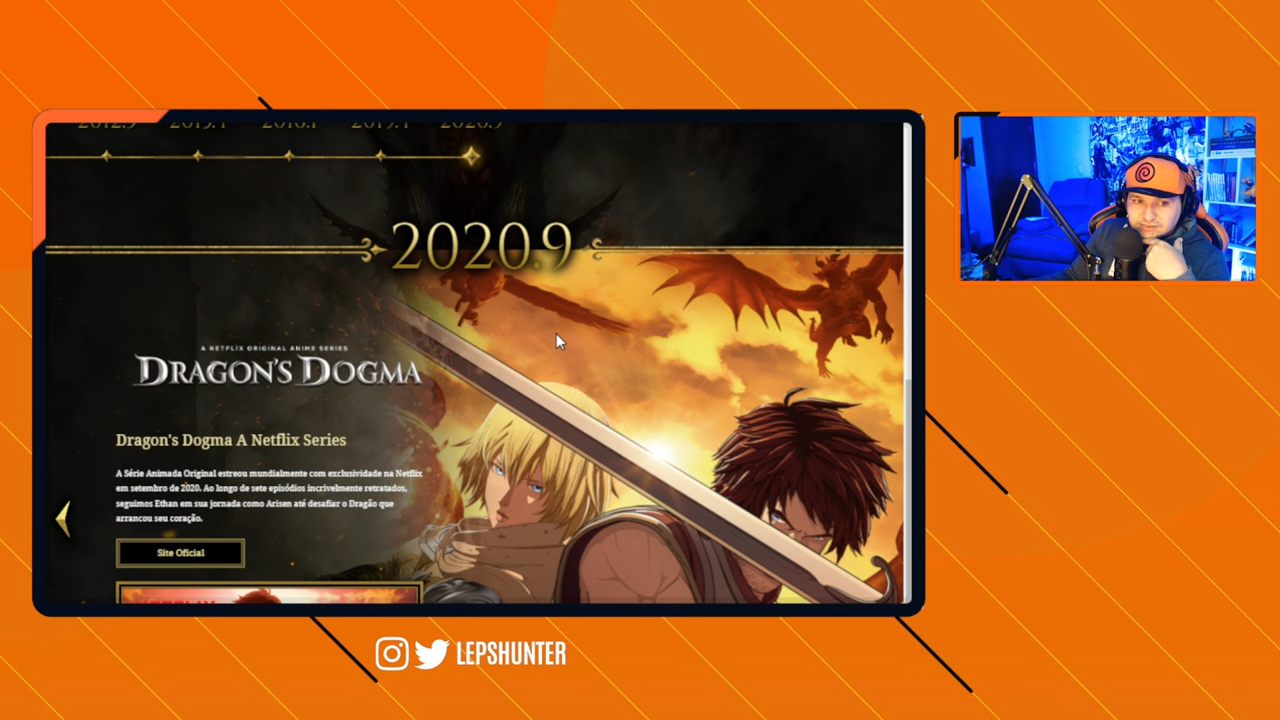 2020.9
A NETFLIX ORIGINAL ANIME SERIES
DRAGON'S DOGMA
Dragon's Dogma A Netflix Series
A Série Animada Original estreou mundialmente com exclusividade na Netflix
em setembro de 2020. Ao longo de sete episódios incrivelmente retratados,
seguimos Ethan em sua jornada como Arisen até desafiar o Dragão que
arrancou seu coração.
Site Oficial
LEPSHUNTER